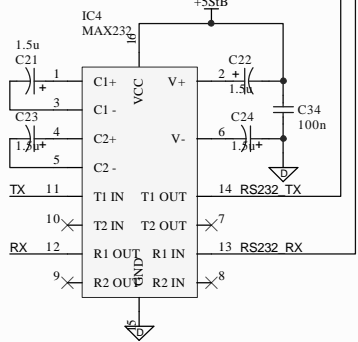 +5StB
IC4
MAX232
16
1.5u
C21
+
1
C1+
VCC
V+
2
C22
+
1.5u
3
C1 -
C34
100n
C23
+
1.5u
4
C2+
V-
6
C24
+
1.5u
5
C2 -
D
TX
11
T1 IN
T1 OUT
14
RS232_TX
10
T2 IN
T2 OUT
7
RX
12
R1 OUT
R1 IN
13
RS232_RX
9
R2 OUT
GND
R2 IN
8
15
D